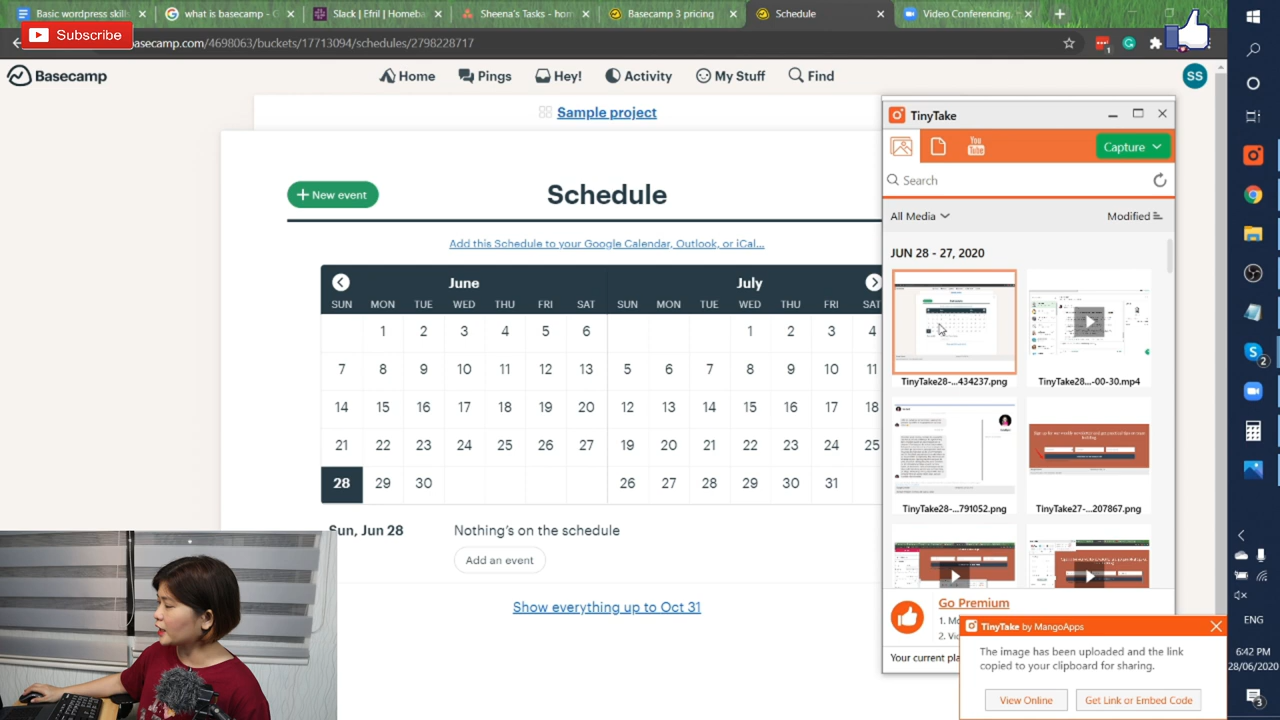 Basic wordpress skil
what is basecamp - G
Slack | Efril | Homeba
Sheena's Tasks - hom
Basecamp 3 pricing
Schedule
Video Conferencing,
Subscribe
asecamp.com/4698063/buckets/17713094/schedules/2798228717
Basecamp
Home
Pings
Hey!
Activity
My Stuff
Find
SS
Sample project
New event
Schedule
Add this Schedule to your Google Calendar, Outlook, or iCal...
June
July
SUN MON TUE WED THU FRI SAT SUN MON TUE WED THU FRI SAT
1 2 3 4 5 6 1 2 3 4
7 8 9 10 11 12 13 5 6 7 8 9 10 11
14 15 16 17 18 19 20 12 13 14 15 16 17 18
21 22 23 24 25 26 27 19 20 21 22 23 24 25
28 29 30 26 27 28 29 30 31
Sun, Jun 28
Nothing's on the schedule
Add an event
Show everything up to Oct 31
TinyTake
You Tube
Capture
Search
All Media
Modified
JUN 28 - 27, 2020
TinyTake28-...434237.png
TinyTake28...-00-30.mp4
TinyTake28-...791052.png
TinyTake27-...207867.png
Go Premium
1. M
2. Vi
Your current pla
TinyTake by MangoApps
The image has been uploaded and the link
copied to your clipboard for sharing.
View Online
Get Link or Embed Code
2
ENG
6:42 PM
28/06/2020
3